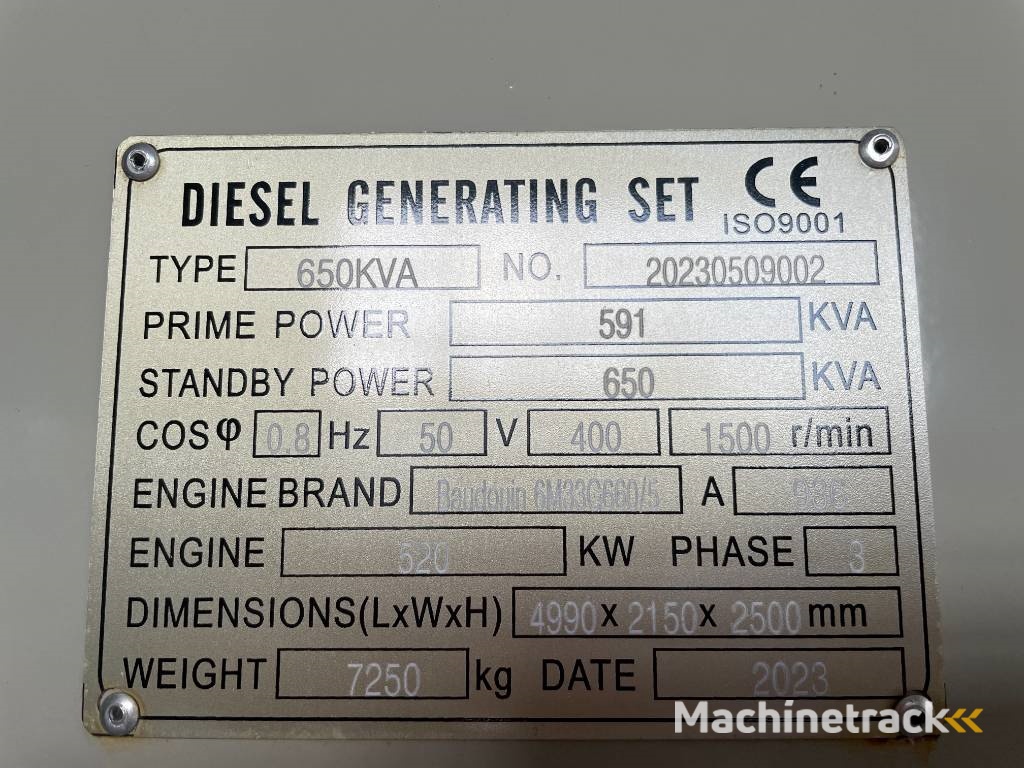 DIESEL GENERATING SET CE
ISO9001
TYPE 650KVA NO. 20230509002
PRIME POWER 591 KVA
STANDBY POWER 650 KVA
COSφ 0.8 Hz 50 V 400 1500 r/min
ENGINE BRAND Baudouin 6M33G660/5 A 936
ENGINE 520 KW PHASE 3
DIMENSIONS(LxWxH) 4990 x 2150 x 2500 mm
WEIGHT 7250 kg DATE 2023
Machinetrack